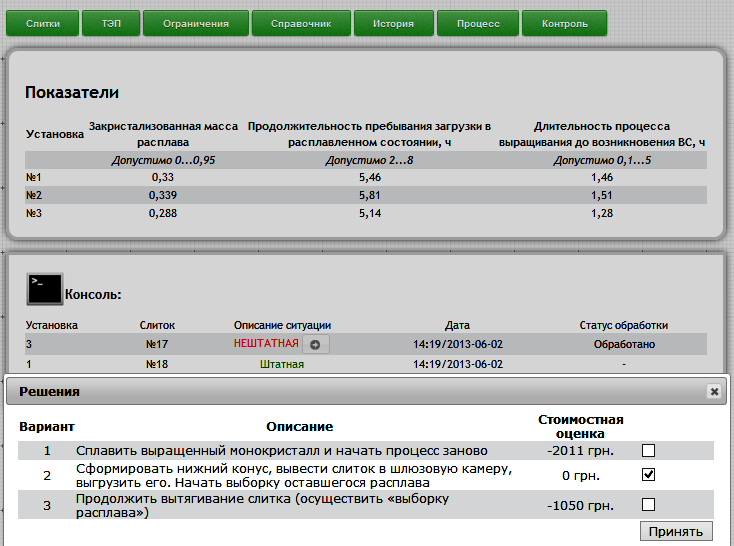 Слитки ТЭП Ограничения Справочник История Процесс Контроль
Показатели
Установка Закристализованная масса расплава Продолжительность пребывания загрузки в расплавленном состоянии, ч Длительность процесса выращивания до возникновения ВС, ч
Допустимо 0...0,95 Допустимо 2...8 Допустимо 0,1...5
№1 0,33 5,46 1,46
№2 0,339 5,81 1,51
№3 0,288 5,14 1,28
>_ Консоль:
Установка Слиток Описание ситуации Дата Статус обработки
3 №17 НЕШТАТНАЯ 14:19/2013-06-02 Обработано
1 №18 Штатная 14:19/2013-06-02 -
Решения
Вариант Описание Стоимостная оценка
1 Сплавить выращенный монокристалл и начать процесс заново -2011 грн.
2 Сформировать нижний конус, вывести слиток в шлюзовую камеру,
выгрузить его. Начать выборку оставшегося расплава 0 грн.
3 Продолжить вытягивание слитка (осуществить «выборку
расплава») -1050 грн.
Принять